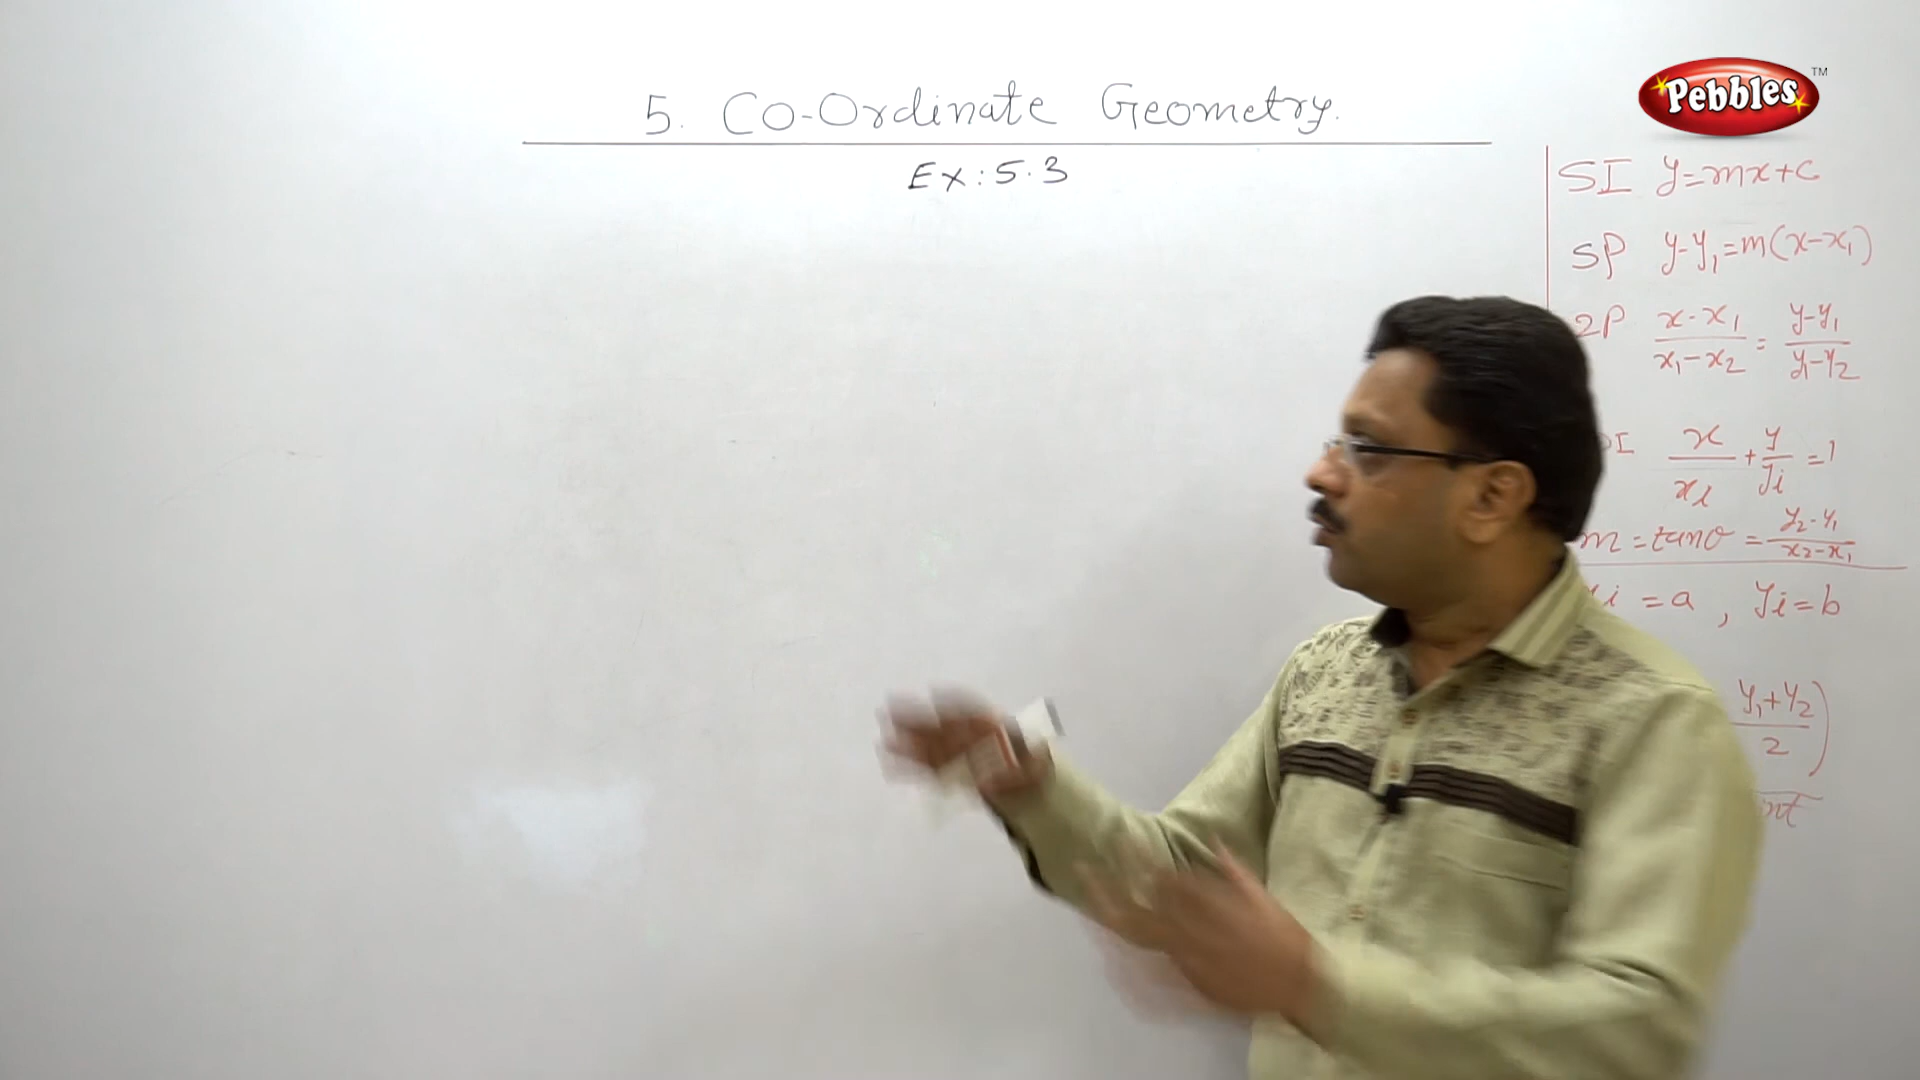 Pebbles TM
5. Co-Ordinate Geometry.
Ex: 5.3
SI y=mx+c
SP y-y₁=m(x-x₁)
2P x-x₁/x₁-x₂ = y-y₁/y₁-y₂
I x/xi + y/yi = 1
m = tanθ = y₂-y₁/x₂-x₁
i = a , yi = b
y₁+y₂/2)